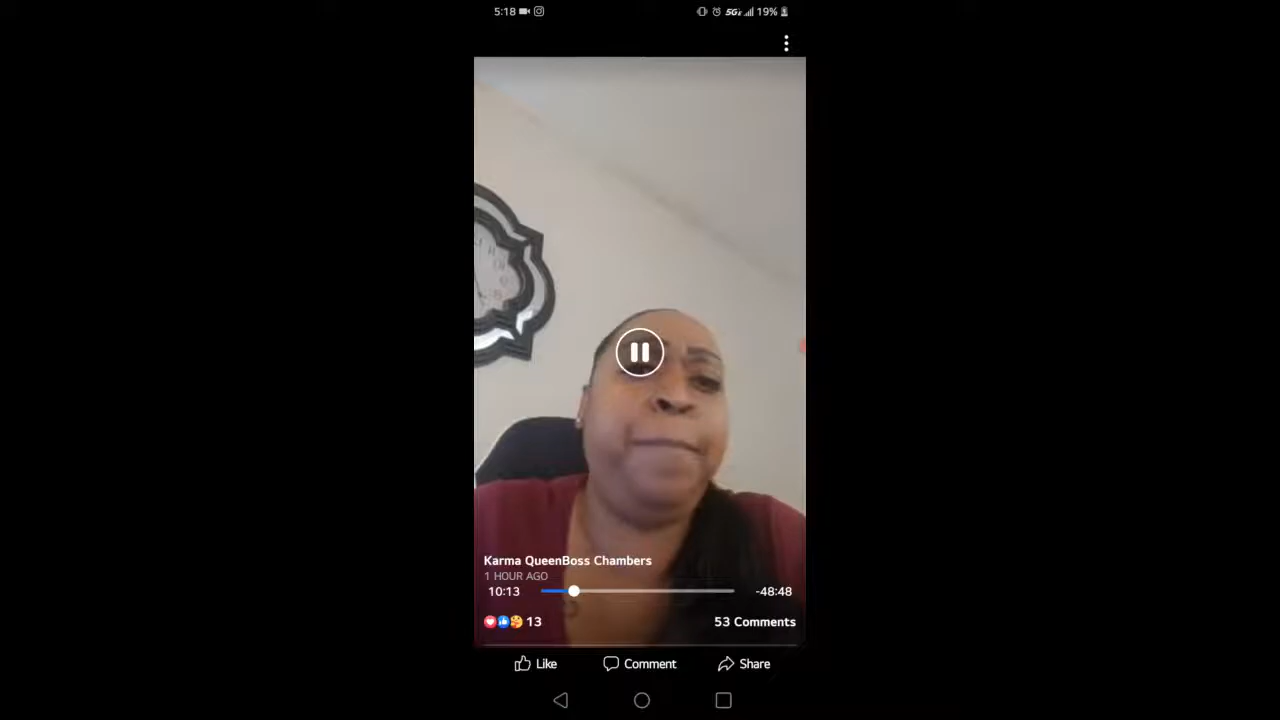 5:18 5G 19%
Karma QueenBoss Chambers
1 HOUR AGO
10:13 -48:48
13 53 Comments
Like Comment Share